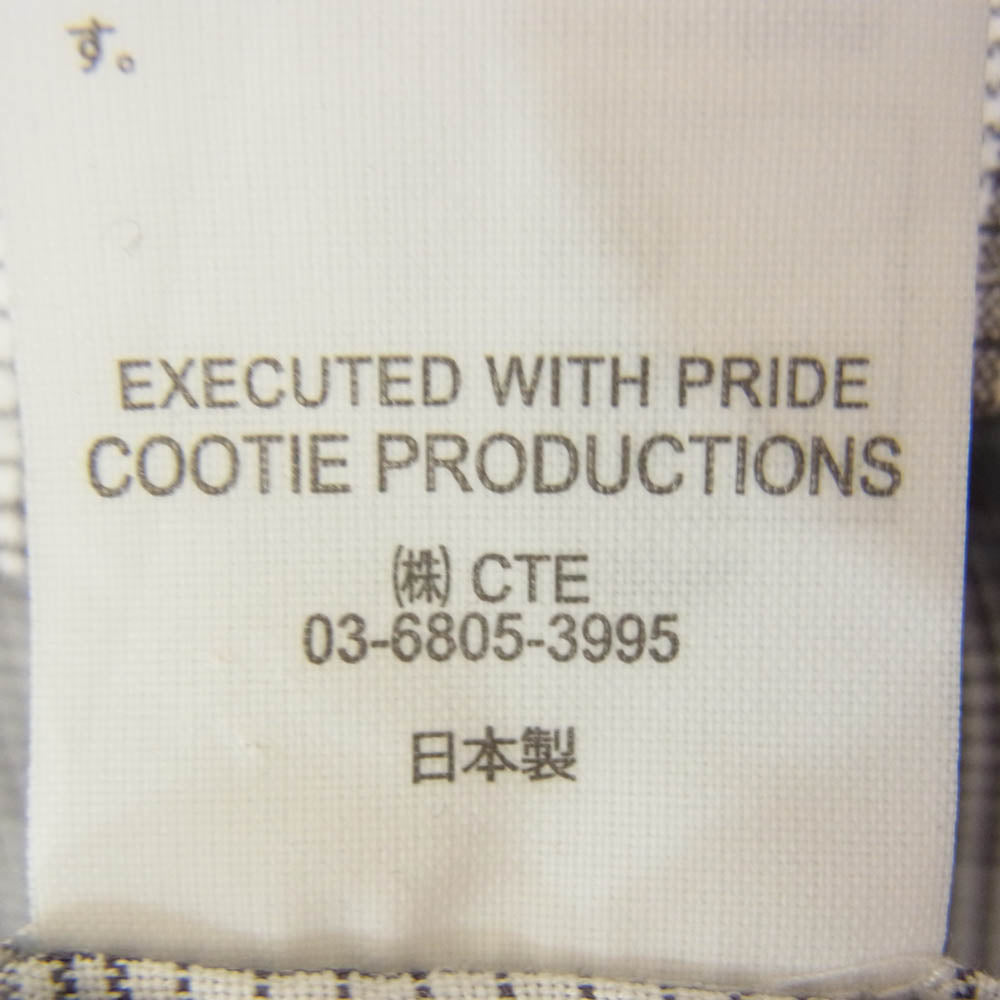 す。
EXECUTED WITH PRIDE
COOTIE PRODUCTIONS
㈱ CTE
03-6805-3995
日本製